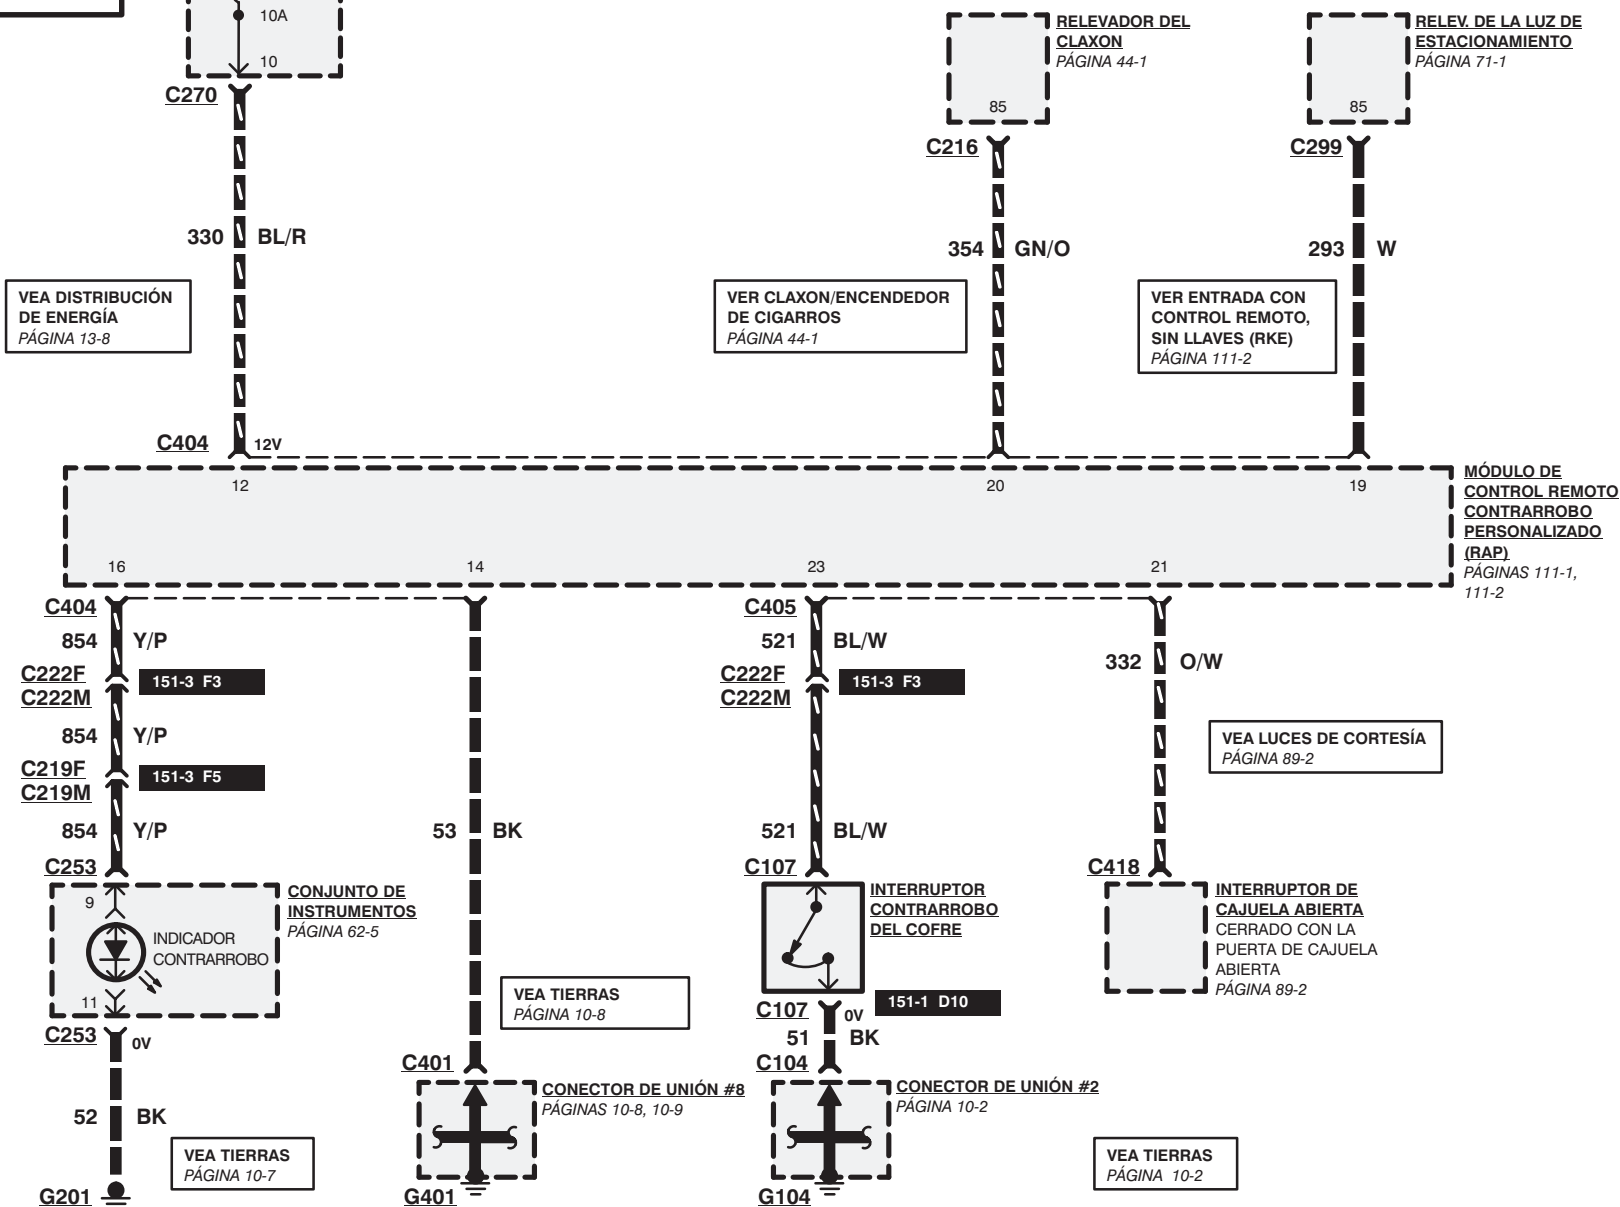 10A
10
C270
330 BL/R
VEA DISTRIBUCIÓN
DE ENERGÍA
PÁGINA 13-8
RELEVADOR DEL
CLAXON
PÁGINA 44-1
85
C216
354 GN/O
VER CLAXON/ENCENDEDOR
DE CIGARROS
PÁGINA 44-1
RELEV. DE LA LUZ DE
ESTACIONAMIENTO
PÁGINA 71-1
85
C299
293 W
VER ENTRADA CON
CONTROL REMOTO,
SIN LLAVES (RKE)
PÁGINA 111-2
C404 12V
12 20 19
MÓDULO DE
CONTROL REMOTO
CONTRARROBO
PERSONALIZADO
(RAP)
PÁGINAS 111-1,
111-2
16 14 23 21
C404
854 Y/P
C222F
C222M
151-3 F3
854 Y/P
C219F
C219M
151-3 F5
854 Y/P
C253
9
INDICADOR
CONTRARROBO
11
CONJUNTO DE
INSTRUMENTOS
PÁGINA 62-5
C253 0V
52 BK
VEA TIERRAS
PÁGINA 10-7
G201
53 BK
VEA TIERRAS
PÁGINA 10-8
C401
CONECTOR DE UNIÓN #8
PÁGINAS 10-8, 10-9
G401
C405
521 BL/W
C222F
C222M
151-3 F3
521 BL/W
C107
INTERRUPTOR
CONTRARROBO
DEL COFRE
151-1 D10
C107 0V
51 BK
C104
CONECTOR DE UNIÓN #2
PÁGINA 10-2
G104
332 O/W
VEA LUCES DE CORTESÍA
PÁGINA 89-2
C418
INTERRUPTOR DE
CAJUELA ABIERTA
CERRADO CON LA
PUERTA DE CAJUELA
ABIERTA
PÁGINA 89-2
VEA TIERRAS
PÁGINA 10-2